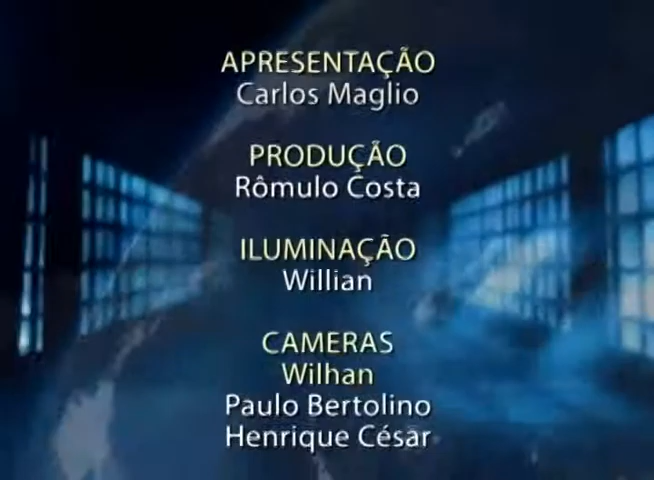 APRESENTAÇÃO
Carlos Maglio
PRODUÇÃO
Rômulo Costa
ILUMINAÇÃO
Willian
CAMERAS
Wilhan
Paulo Bertolino
Henrique César